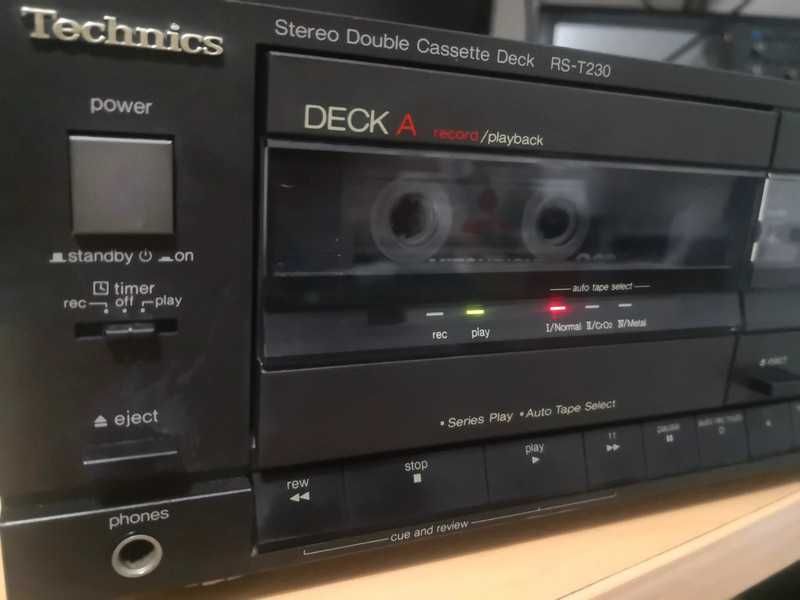 Technics
Stereo Double Cassette Deck RS-T230
power
DECK A record/playback
standby on
timer
rec off play
auto tape select
rec play I/Normal II/CrO2 IV/Metal
eject
eject
• Series Play • Auto Tape Select
rew
stop
play
ff
pause
cue and review
phones